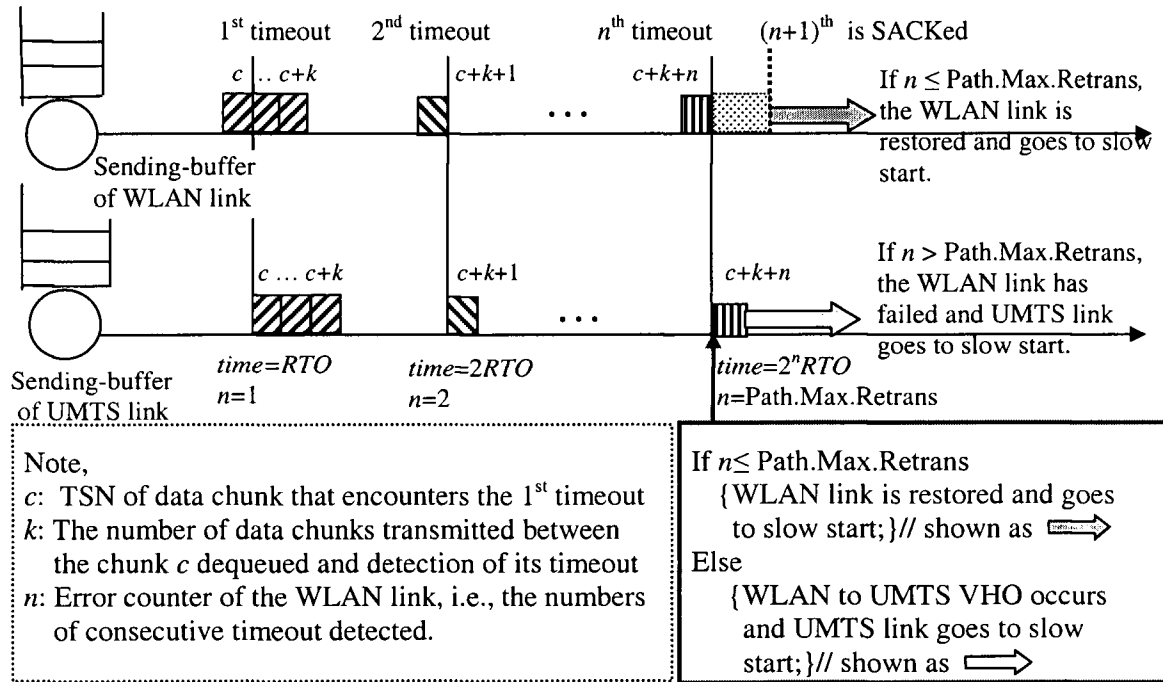 1st timeout 2nd timeout nth timeout (n+1)th is SACKed
c .. c+k c+k+1 c+k+n
...
If n ≤ Path.Max.Retrans,
the WLAN link is
restored and goes to slow
start.
Sending-buffer
of WLAN link
c ... c+k c+k+1 c+k+n
...
If n > Path.Max.Retrans,
the WLAN link has
failed and UMTS link
goes to slow start.
Sending-buffer
of UMTS link
time=RTO time=2RTO time=2^nRTO
n=1 n=2 n=Path.Max.Retrans
Note,
c: TSN of data chunk that encounters the 1st timeout
k: The number of data chunks transmitted between
the chunk c dequeued and detection of its timeout
n: Error counter of the WLAN link, i.e., the numbers
of consecutive timeout detected.
If n≤ Path.Max.Retrans
{WLAN link is restored and goes
to slow start;}// shown as
Else
{WLAN to UMTS VHO occurs
and UMTS link goes to slow
start;}// shown as